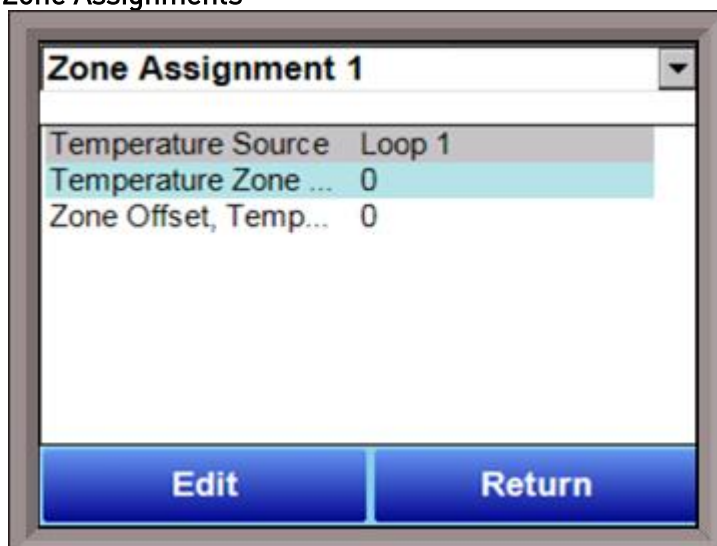 Zone Assignments
Zone Assignment 1
Temperature Source Loop 1
Temperature Zone ... 0
Zone Offset, Temp... 0
Edit Return